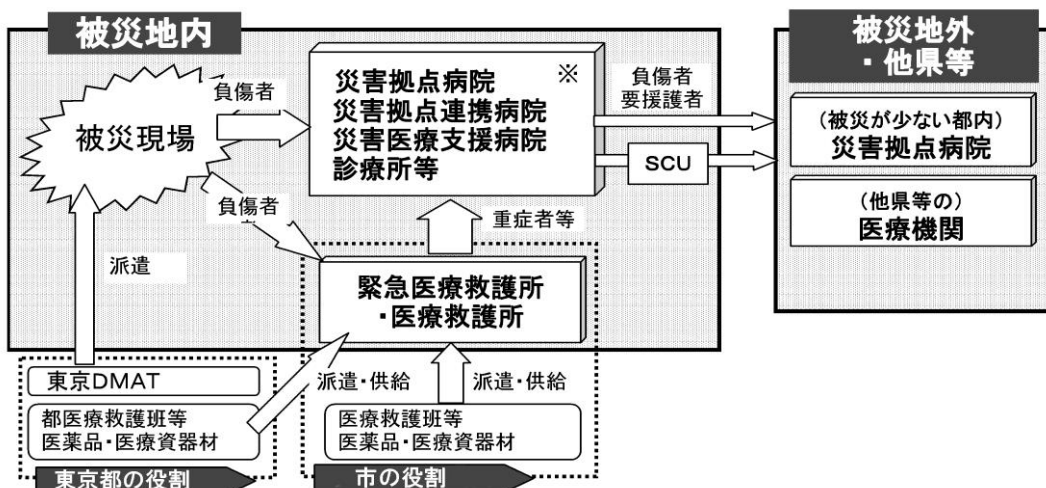 被災地内
被災地外
・他県等
被災現場
負傷者
災害拠点病院 ※
災害拠点連携病院
災害医療支援病院
診療所等
負傷者
要援護者
SCU
(被災が少ない都内)
災害拠点病院
(他県等の)
医療機関
負傷者
重症者等
派遣
緊急医療救護所
・医療救護所
東京DMAT
派遣・供給
派遣・供給
都医療救護班等
医薬品・医療資器材
医療救護班等
医薬品・医療資器材
東京都の役割
市の役割